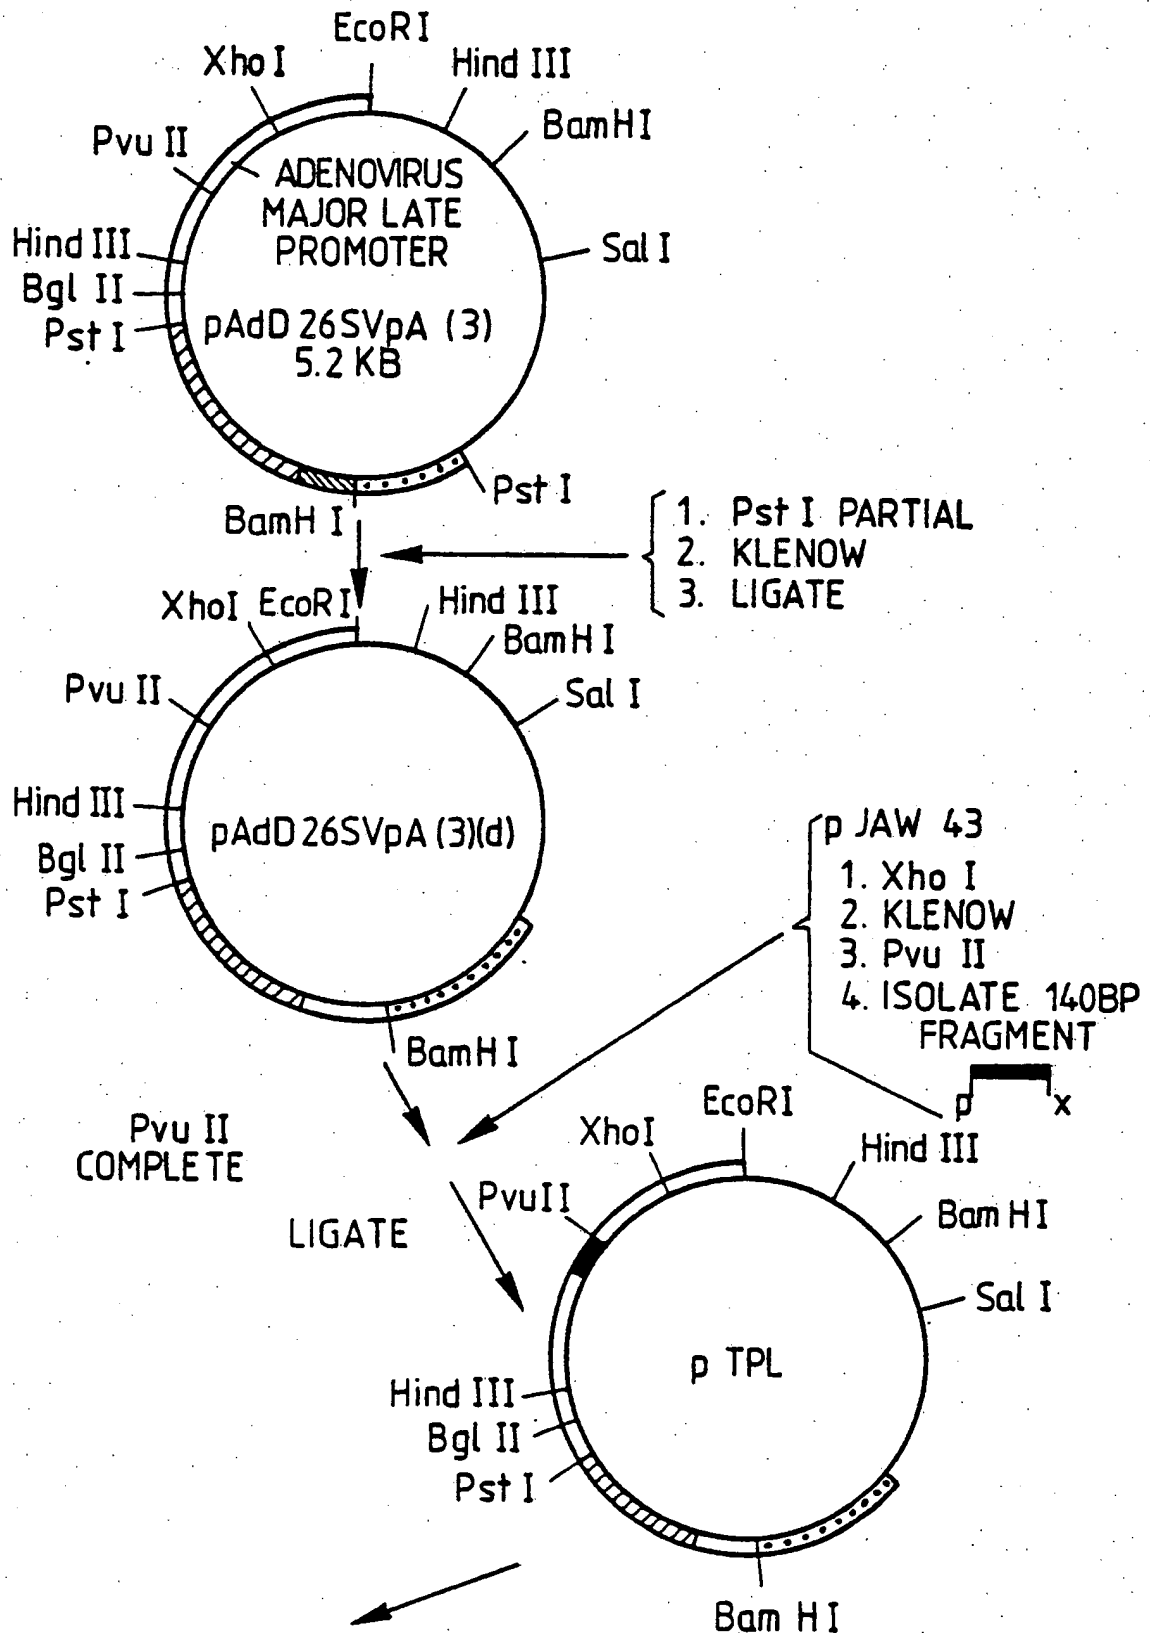 EcoRI
Xho I
Hind III
BamHI
Pvu II
ADENOVIRUS
MAJOR LATE
PROMOTER
Hind III
Sal I
Bgl II
Pst I
pAdD 26SVpA (3)
5.2 KB
Pst I
BamH I
1. Pst I PARTIAL
2. KLENOW
3. LIGATE
XhoI EcoRI
Hind III
BamH I
Pvu II
Sal I
Hind III
pAdD 26SVpA (3)(d)
Bgl II
Pst I
p JAW 43
1. Xho I
2. KLENOW
3. Pvu II
4. ISOLATE 140BP
FRAGMENT
BamH I
p x
Pvu II
COMPLETE
EcoRI
XhoI
Hind III
PvuII
Bam HI
LIGATE
Sal I
p TPL
Hind III
Bgl II
Pst I
Bam H I